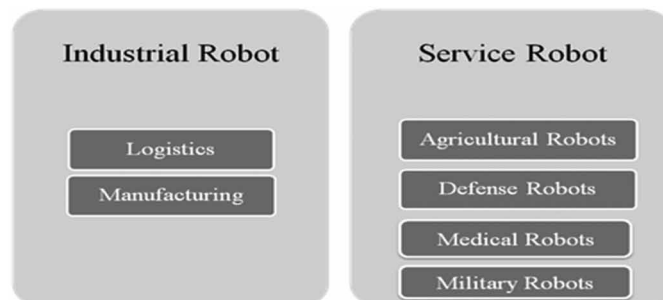 Industrial Robot
Logistics
Manufacturing
Service Robot
Agricultural Robots
Defense Robots
Medical Robots
Military Robots